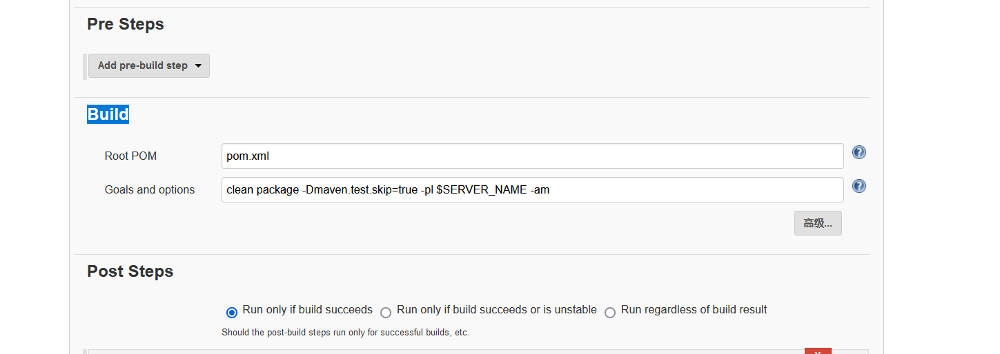 Pre Steps
Add pre-build step
Build
Root POM
pom.xml
Goals and options
clean package -Dmaven.test.skip=true -pl $SERVER_NAME -am
高级...
Post Steps
Run only if build succeeds Run only if build succeeds or is unstable Run regardless of build result
Should the post-build steps run only for successful builds, etc.
X